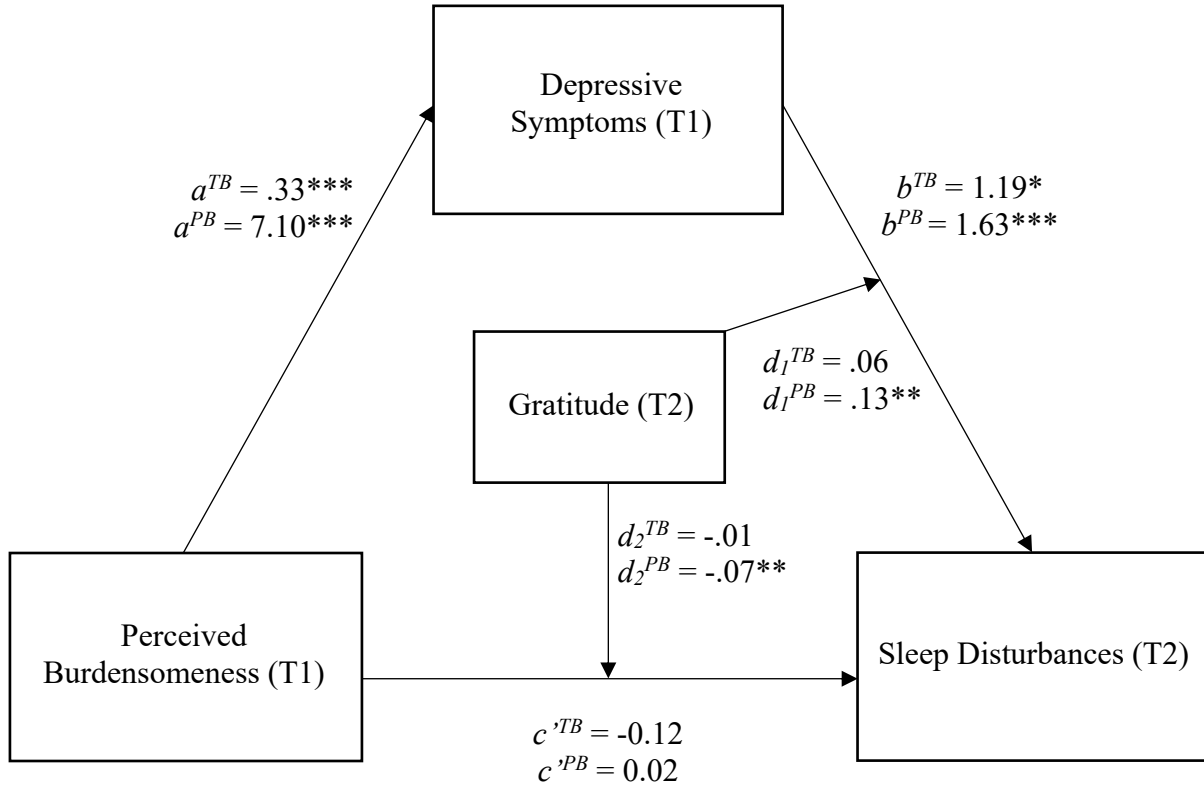 Depressive
Symptoms (T1)
a^TB = .33***
a^PB = 7.10***
b^TB = 1.19*
b^PB = 1.63***
Gratitude (T2)
d₁^TB = .06
d₁^PB = .13**
d₂^TB = -.01
d₂^PB = -.07**
Perceived
Burdensomeness (T1)
Sleep Disturbances (T2)
c’^TB = -0.12
c’^PB = 0.02